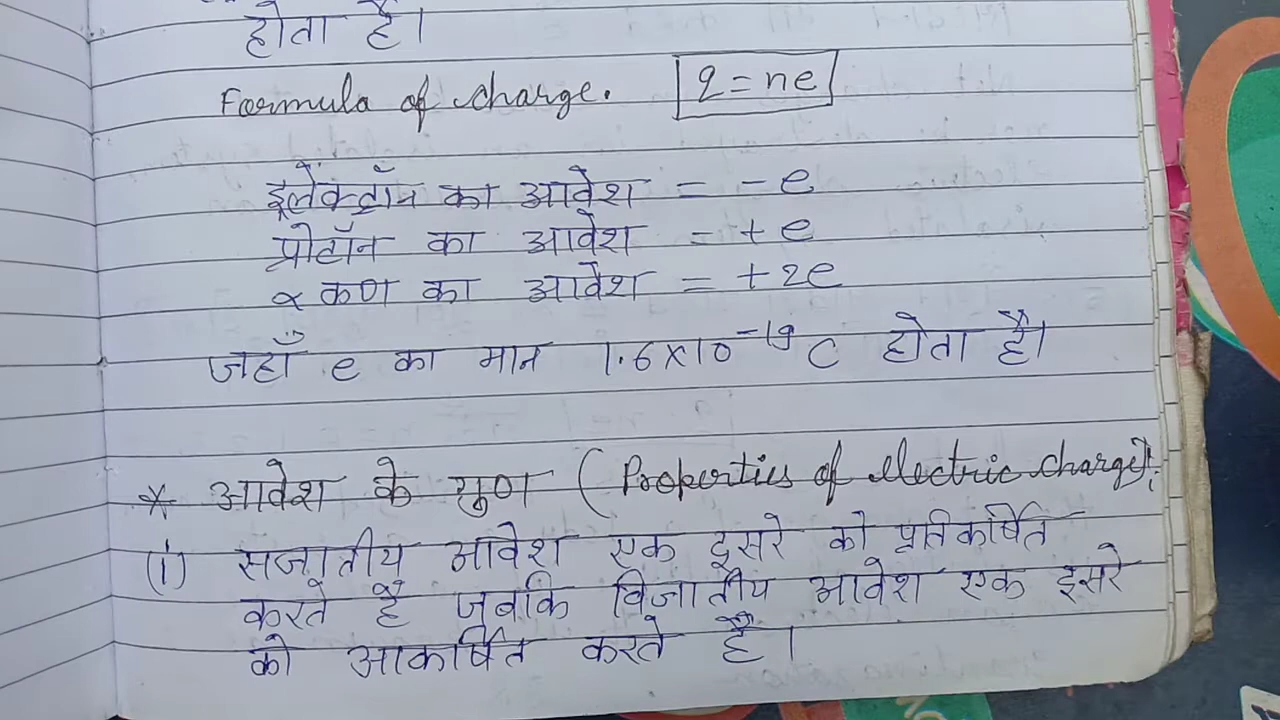 होता है।
Formula of charge. q = ne
इलेक्ट्रॉन का आवेश = - e
प्रोटॉन का आवेश = + e
α कण का आवेश = + 2e
जहाँ e का मान 1.6×10⁻¹⁹ C होता है।
* आवेश के गुण (Properties of electric charge):
(i) सजातीय आवेश एक दूसरे को प्रतिकर्षित
करते हैं जबकि विजातीय आवेश एक दूसरे
को आकर्षित करते हैं।